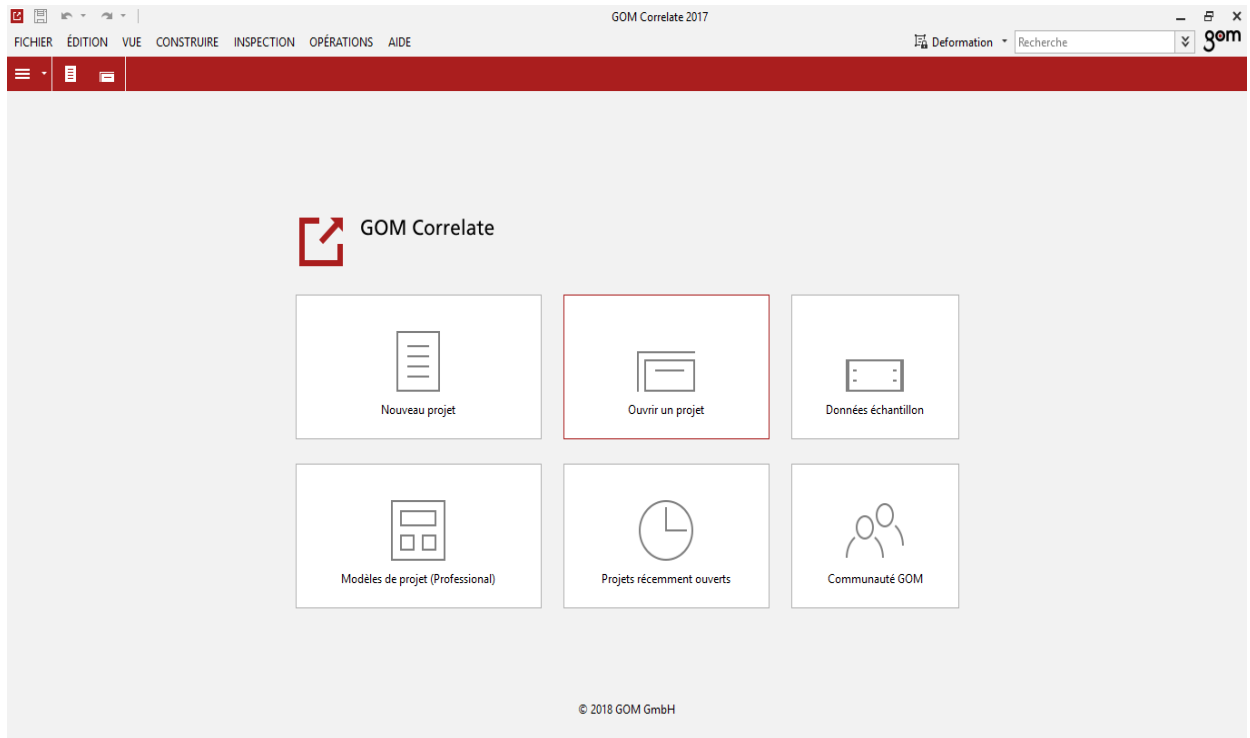 GOM Correlate 2017
FICHIER ÉDITION VUE CONSTRUIRE INSPECTION OPÉRATIONS AIDE
Deformation Recherche gom
GOM Correlate
Nouveau projet Ouvrir un projet Données échantillon
Modèles de projet (Professional) Projets récemment ouverts Communauté GOM
© 2018 GOM GmbH